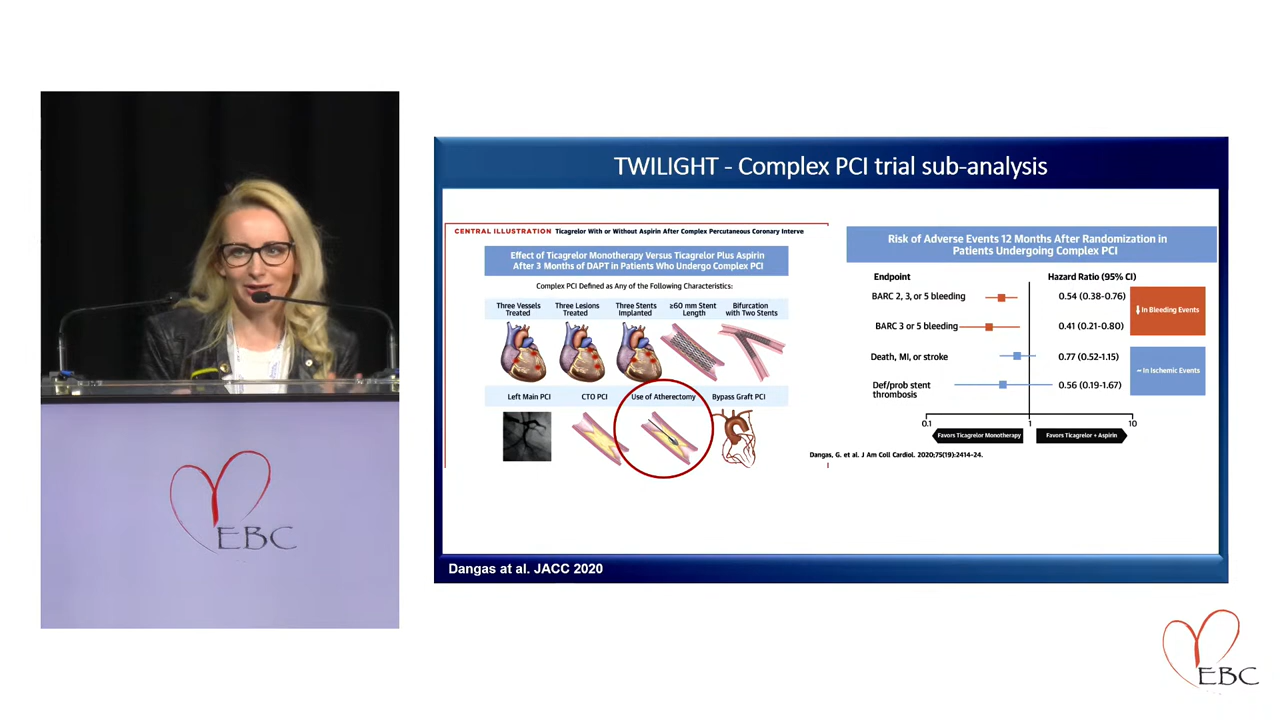 TWILIGHT - Complex PCI trial sub-analysis
CENTRAL ILLUSTRATION Ticagrelor With or Without Aspirin After Complex Percutaneous Coronary Interve
Effect of Ticagrelor Monotherapy Versus Ticagrelor Plus Aspirin
After 3 Months of DAPT in Patients Who Undergo Complex PCI
Complex PCI Defined as Any of the Following Characteristics:
Three Vessels
Treated
Three Lesions
Treated
Three Stents
Implanted
≥60 mm Stent
Length
Bifurcation
with Two Stents
Left Main PCI
CTO PCI
Use of Atherectomy
Bypass Graft PCI
Risk of Adverse Events 12 Months After Randomization in
Patients Undergoing Complex PCI
Endpoint
Hazard Ratio (95% CI)
BARC 2, 3, or 5 bleeding
0.54 (0.38-0.76)
BARC 3 or 5 bleeding
0.41 (0.21-0.80)
⬇ In Bleeding Events
Death, MI, or stroke
0.77 (0.52-1.15)
Def/prob stent
thrombosis
0.56 (0.19-1.67)
~ In Ischemic Events
0.1
1
10
Favors Ticagrelor Monotherapy
Favors Ticagrelor + Aspirin
Dangas, G. et al. J Am Coll Cardiol. 2020;75(19):2414-24.
Dangas at al. JACC 2020
EBC
EBC